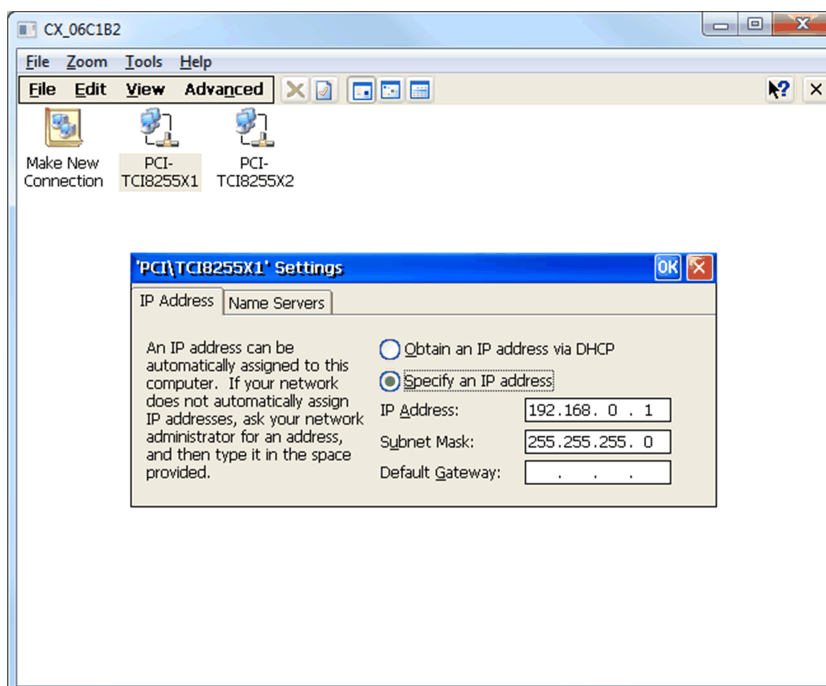 CX_06C1B2
File Zoom Tools Help
File Edit View Advanced
Make New
Connection
PCI-
TCI8255X1
PCI-
TCI8255X2
'PCI\TCI8255X1' Settings
OK
IP Address
Name Servers
An IP address can be
automatically assigned to this
computer. If your network
does not automatically assign
IP addresses, ask your network
administrator for an address,
and then type it in the space
provided.
Obtain an IP address via DHCP
Specify an IP address
IP Address: 192.168. 0 . 1
Subnet Mask: 255.255.255. 0
Default Gateway: . . .